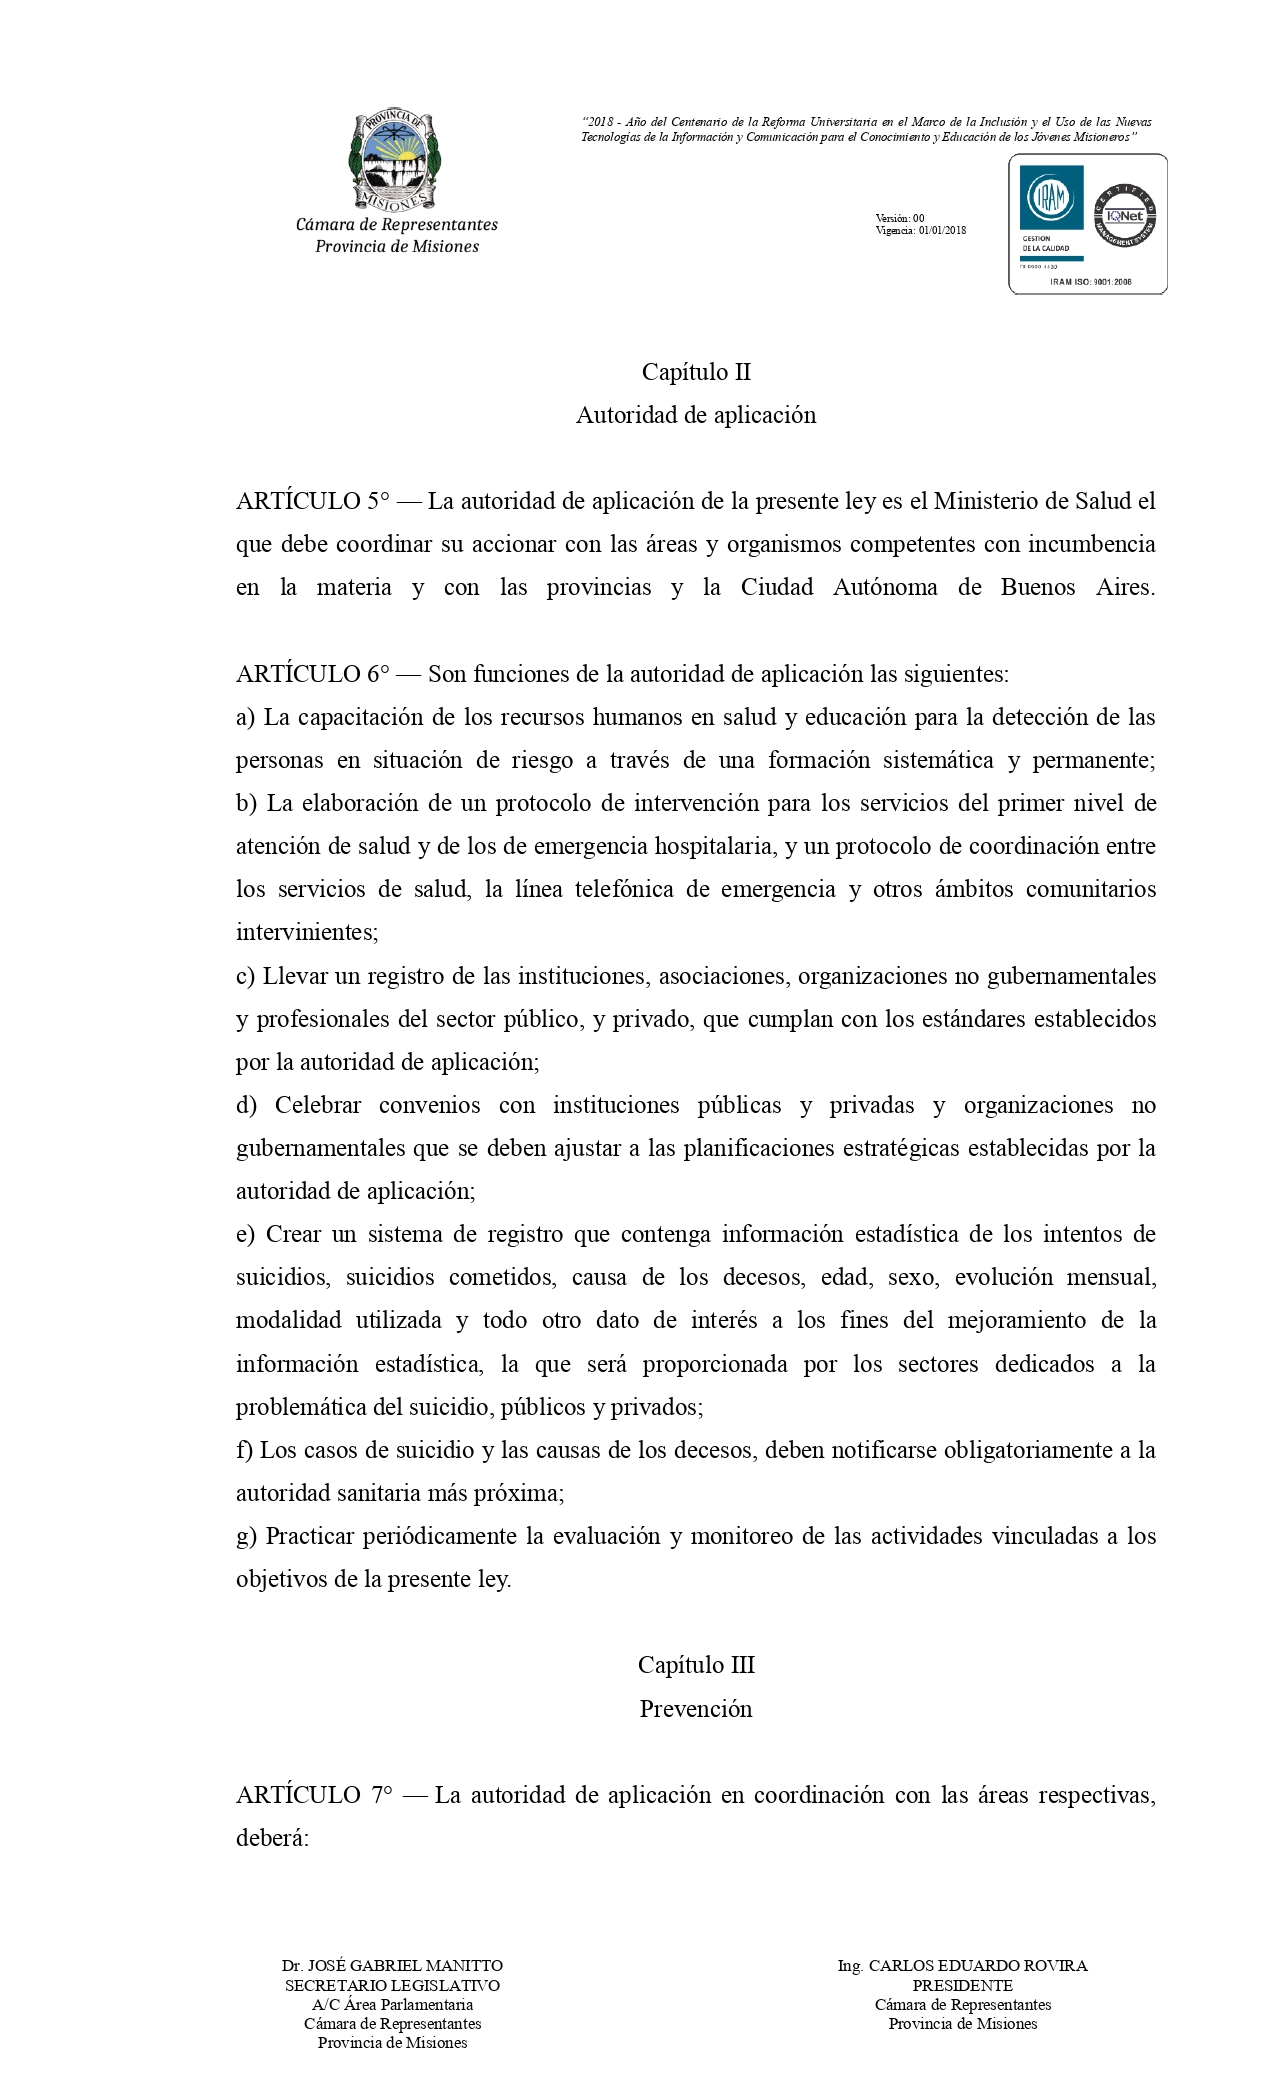 PROVINCIA DE
MISIONES
Cámara de Representantes
Provincia de Misiones
“2018 - Año del Centenario de la Reforma Universitaria en el Marco de la Inclusión y el Uso de las Nuevas
Tecnologías de la Información y Comunicación para el Conocimiento y Educación de los Jóvenes Misioneros”
Versión: 00
Vigencia: 01/01/2018
IRAM
GESTION
DE LA CALIDAD
CERTIFIED
IQNet
MANAGEMENT SYSTEM
IRAM ISO: 9001:2008
Capítulo II
Autoridad de aplicación
ARTÍCULO 5° — La autoridad de aplicación de la presente ley es el Ministerio de Salud el
que debe coordinar su accionar con las áreas y organismos competentes con incumbencia
en la materia y con las provincias y la Ciudad Autónoma de Buenos Aires.
ARTÍCULO 6° — Son funciones de la autoridad de aplicación las siguientes:
a) La capacitación de los recursos humanos en salud y educación para la detección de las
personas en situación de riesgo a través de una formación sistemática y permanente;
b) La elaboración de un protocolo de intervención para los servicios del primer nivel de
atención de salud y de los de emergencia hospitalaria, y un protocolo de coordinación entre
los servicios de salud, la línea telefónica de emergencia y otros ámbitos comunitarios
intervinientes;
c) Llevar un registro de las instituciones, asociaciones, organizaciones no gubernamentales
y profesionales del sector público, y privado, que cumplan con los estándares establecidos
por la autoridad de aplicación;
d) Celebrar convenios con instituciones públicas y privadas y organizaciones no
gubernamentales que se deben ajustar a las planificaciones estratégicas establecidas por la
autoridad de aplicación;
e) Crear un sistema de registro que contenga información estadística de los intentos de
suicidios, suicidios cometidos, causa de los decesos, edad, sexo, evolución mensual,
modalidad utilizada y todo otro dato de interés a los fines del mejoramiento de la
información estadística, la que será proporcionada por los sectores dedicados a la
problemática del suicidio, públicos y privados;
f) Los casos de suicidio y las causas de los decesos, deben notificarse obligatoriamente a la
autoridad sanitaria más próxima;
g) Practicar periódicamente la evaluación y monitoreo de las actividades vinculadas a los
objetivos de la presente ley.
Capítulo III
Prevención
ARTÍCULO 7° — La autoridad de aplicación en coordinación con las áreas respectivas,
deberá:
Dr. JOSÉ GABRIEL MANITTO
SECRETARIO LEGISLATIVO
A/C Área Parlamentaria
Cámara de Representantes
Provincia de Misiones
Ing. CARLOS EDUARDO ROVIRA
PRESIDENTE
Cámara de Representantes
Provincia de Misiones